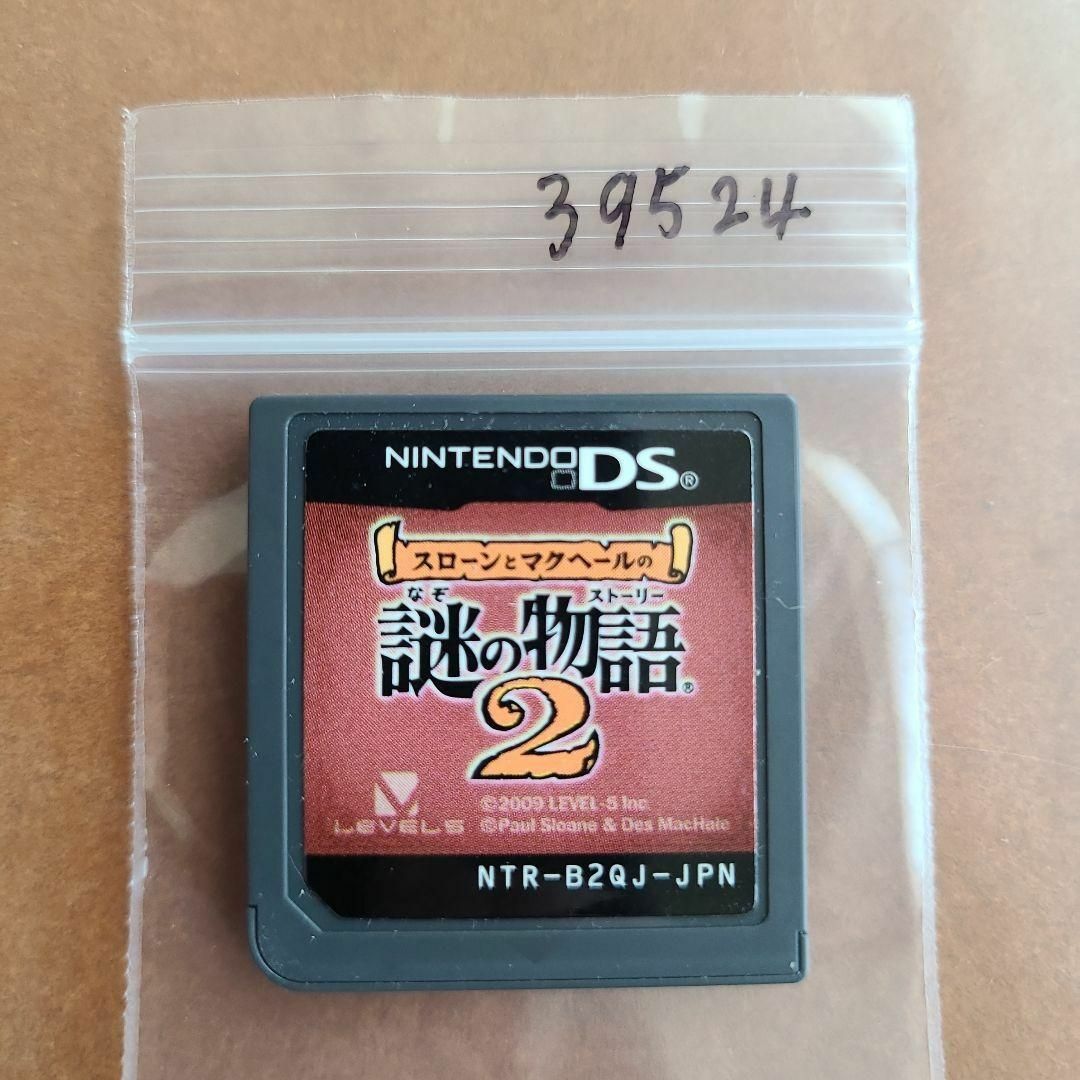 39524
NINTENDO DS®
スローンとマクヘールの
なぞ ストーリー
謎の物語®
2
©2009 LEVEL-5 Inc.
LEVEL5 ©Paul Sloane & Des MacHale
NTR-B2QJ-JPN